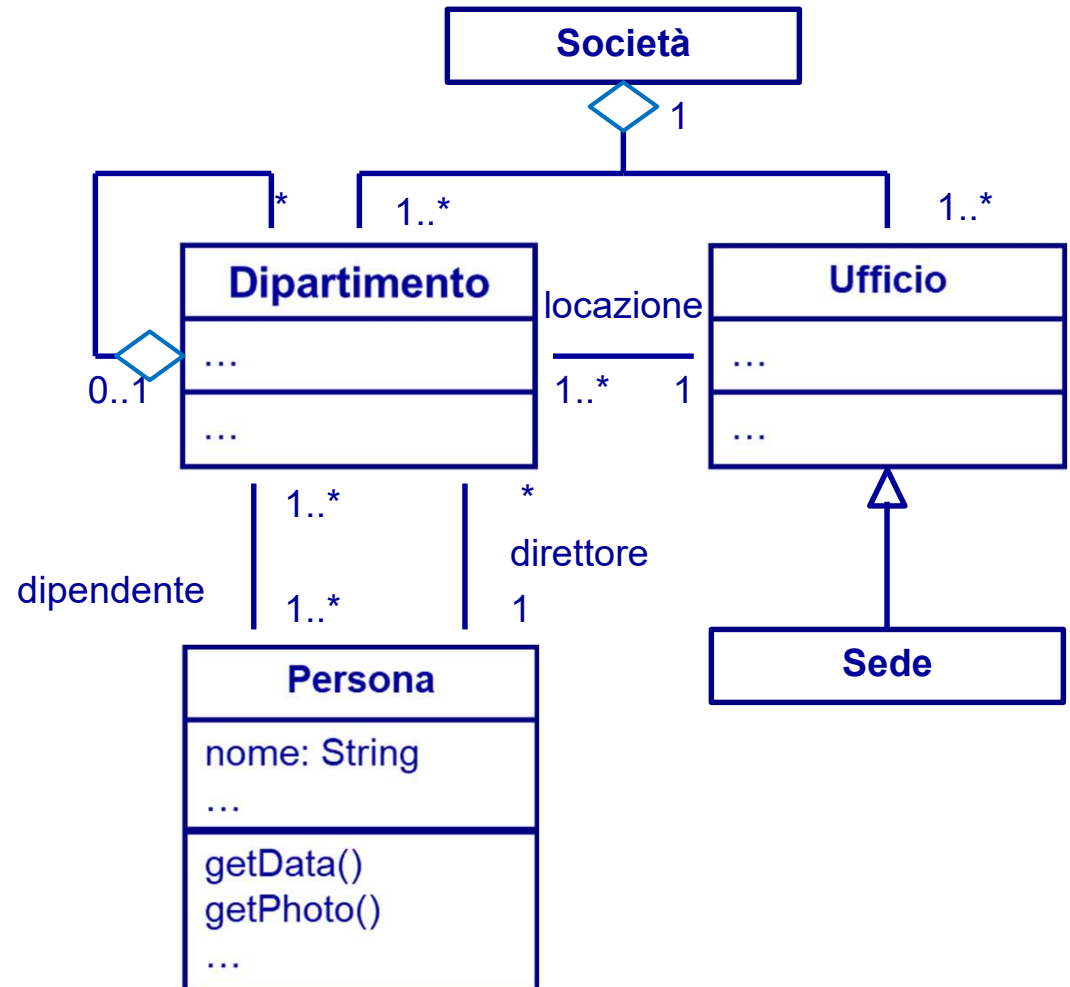 Società
1
*
1..*
1..*
Dipartimento
Ufficio
locazione
…
…
0..1
1..*
1
…
…
1..*
*
direttore
dipendente
1..*
1
Persona
Sede
nome: String
…
getData()
getPhoto()
…